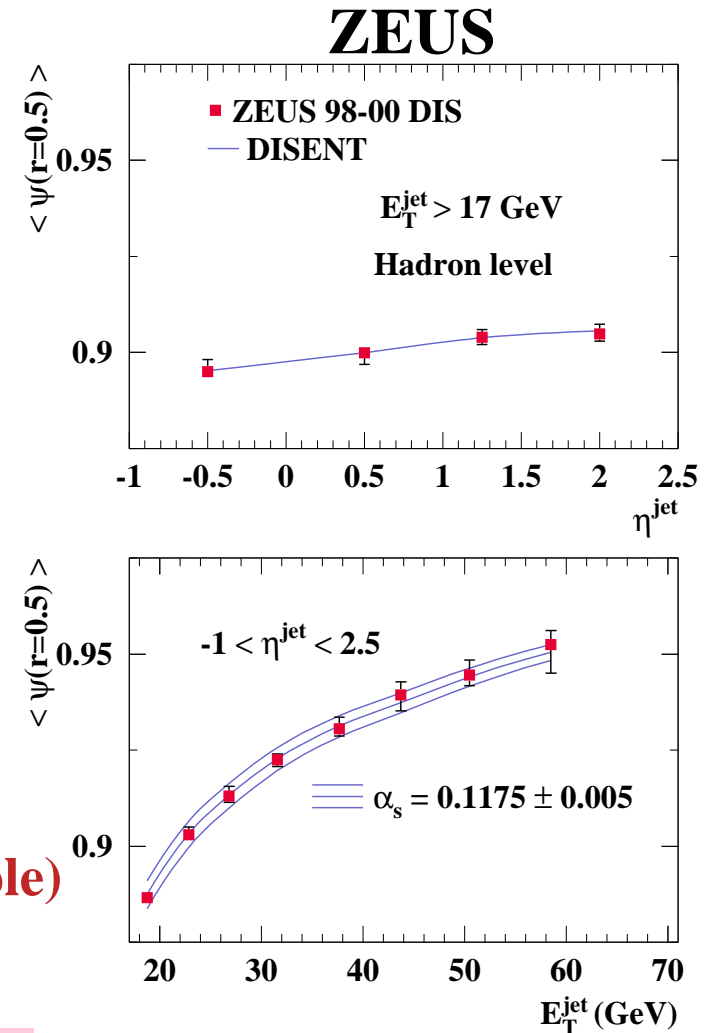 ZEUS
< ψ(r=0.5) >
ZEUS 98-00 DIS
DISENT
0.95
E_T^jet > 17 GeV
Hadron level
0.9
-1 -0.5 0 0.5 1 1.5 2 2.5
η^jet
< ψ(r=0.5) >
-1 < η^jet < 2.5
0.95
α_s = 0.1175 ± 0.005
0.9
ole)
20 30 40 50 60 70
E_T^jet (GeV)